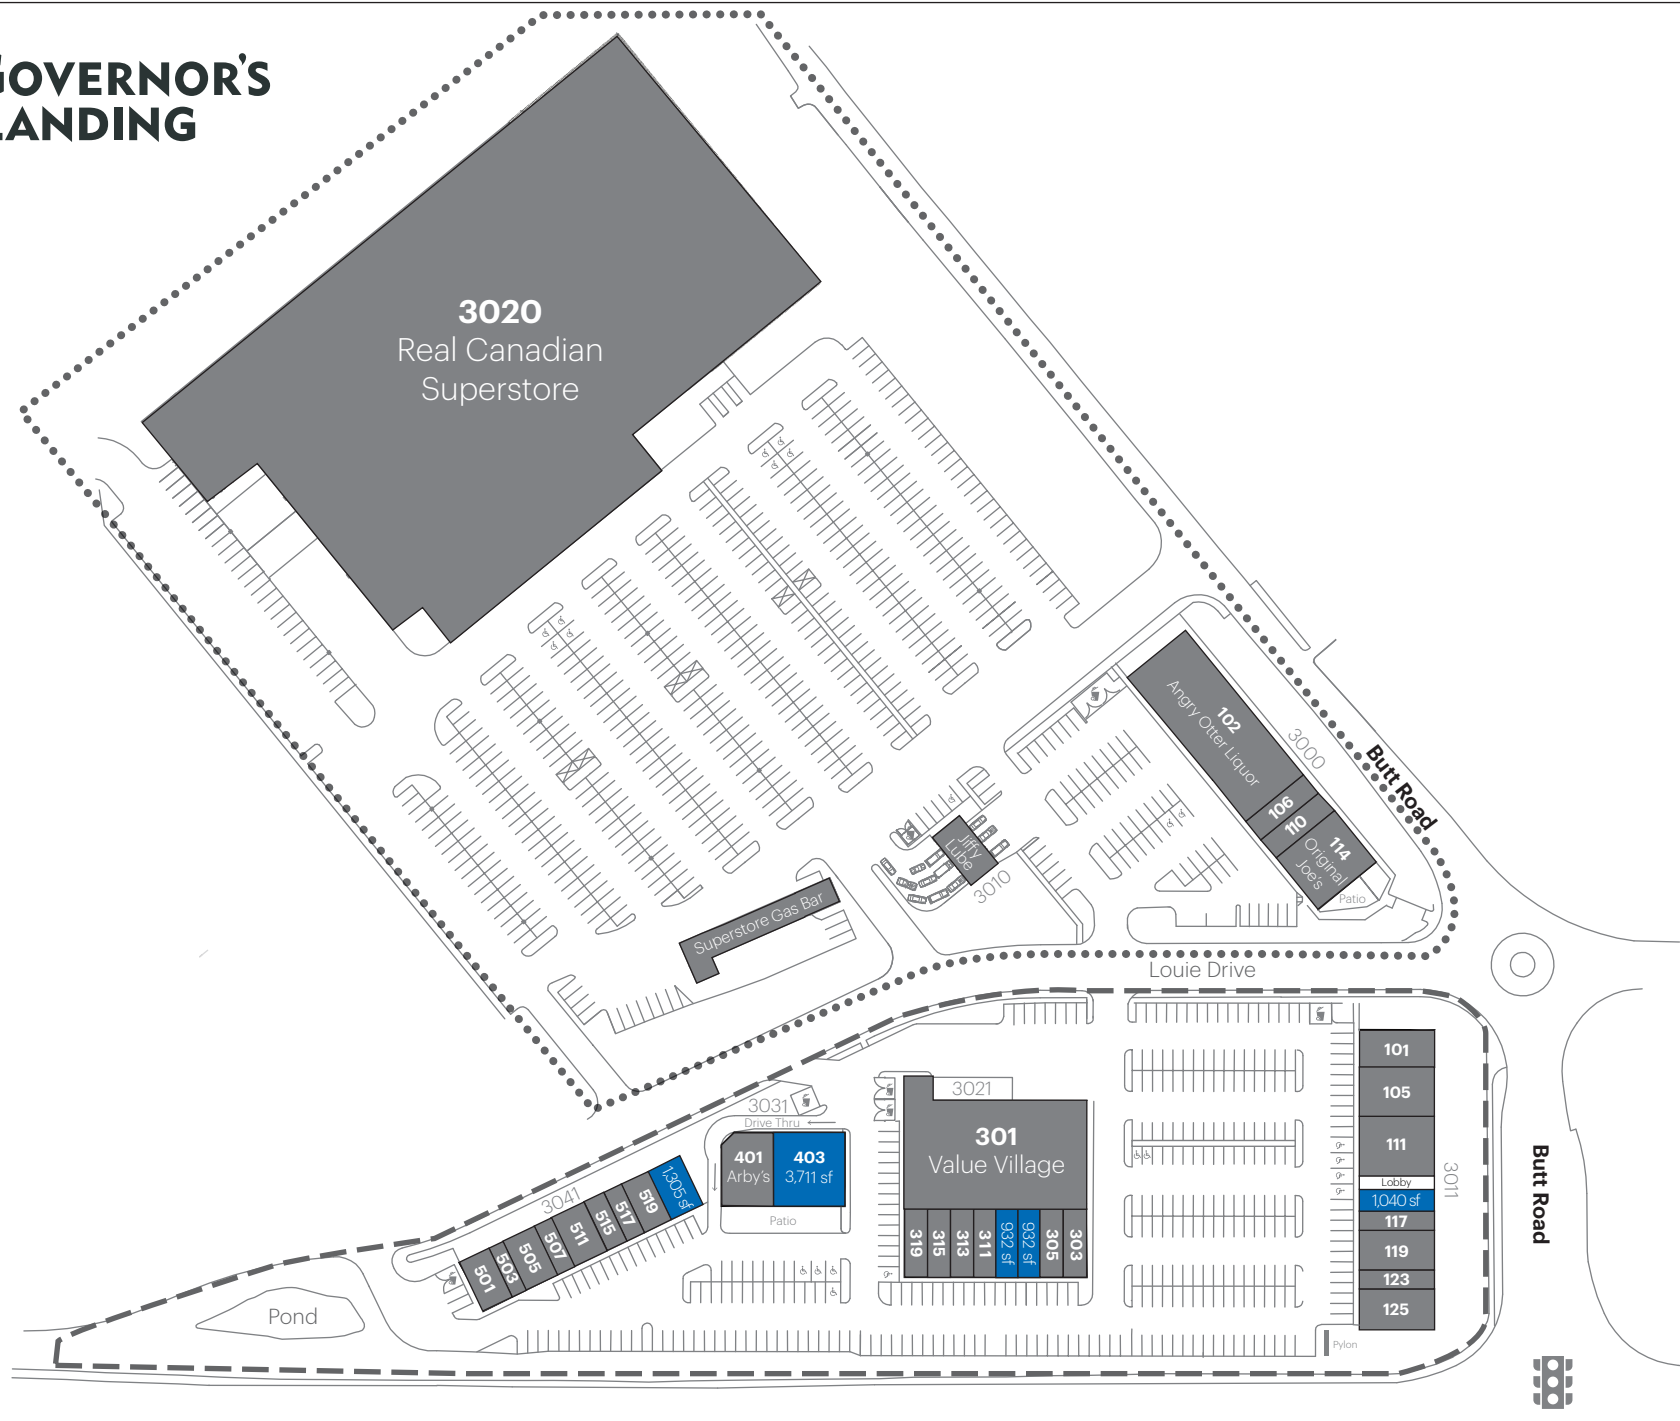 GOVERNOR'S
LANDING
3020
Real Canadian
Superstore
102
Angry Otter Liquor
3000
Butt Road
106
110
114
Original
Joe's
Patio
Jiffy
Lube
3010
Superstore Gas Bar
Louie Drive
3031
Drive Thru
401
Arby's
403
3,711 sf
Patio
3021
301
Value Village
319
315
313
311
932 sf
932 sf
305
303
101
105
111
Lobby
1,040 sf
117
119
123
125
3011
Butt Road
3041
501
503
505
507
511
515
517
519
1,305 sf
Pond
Pylon